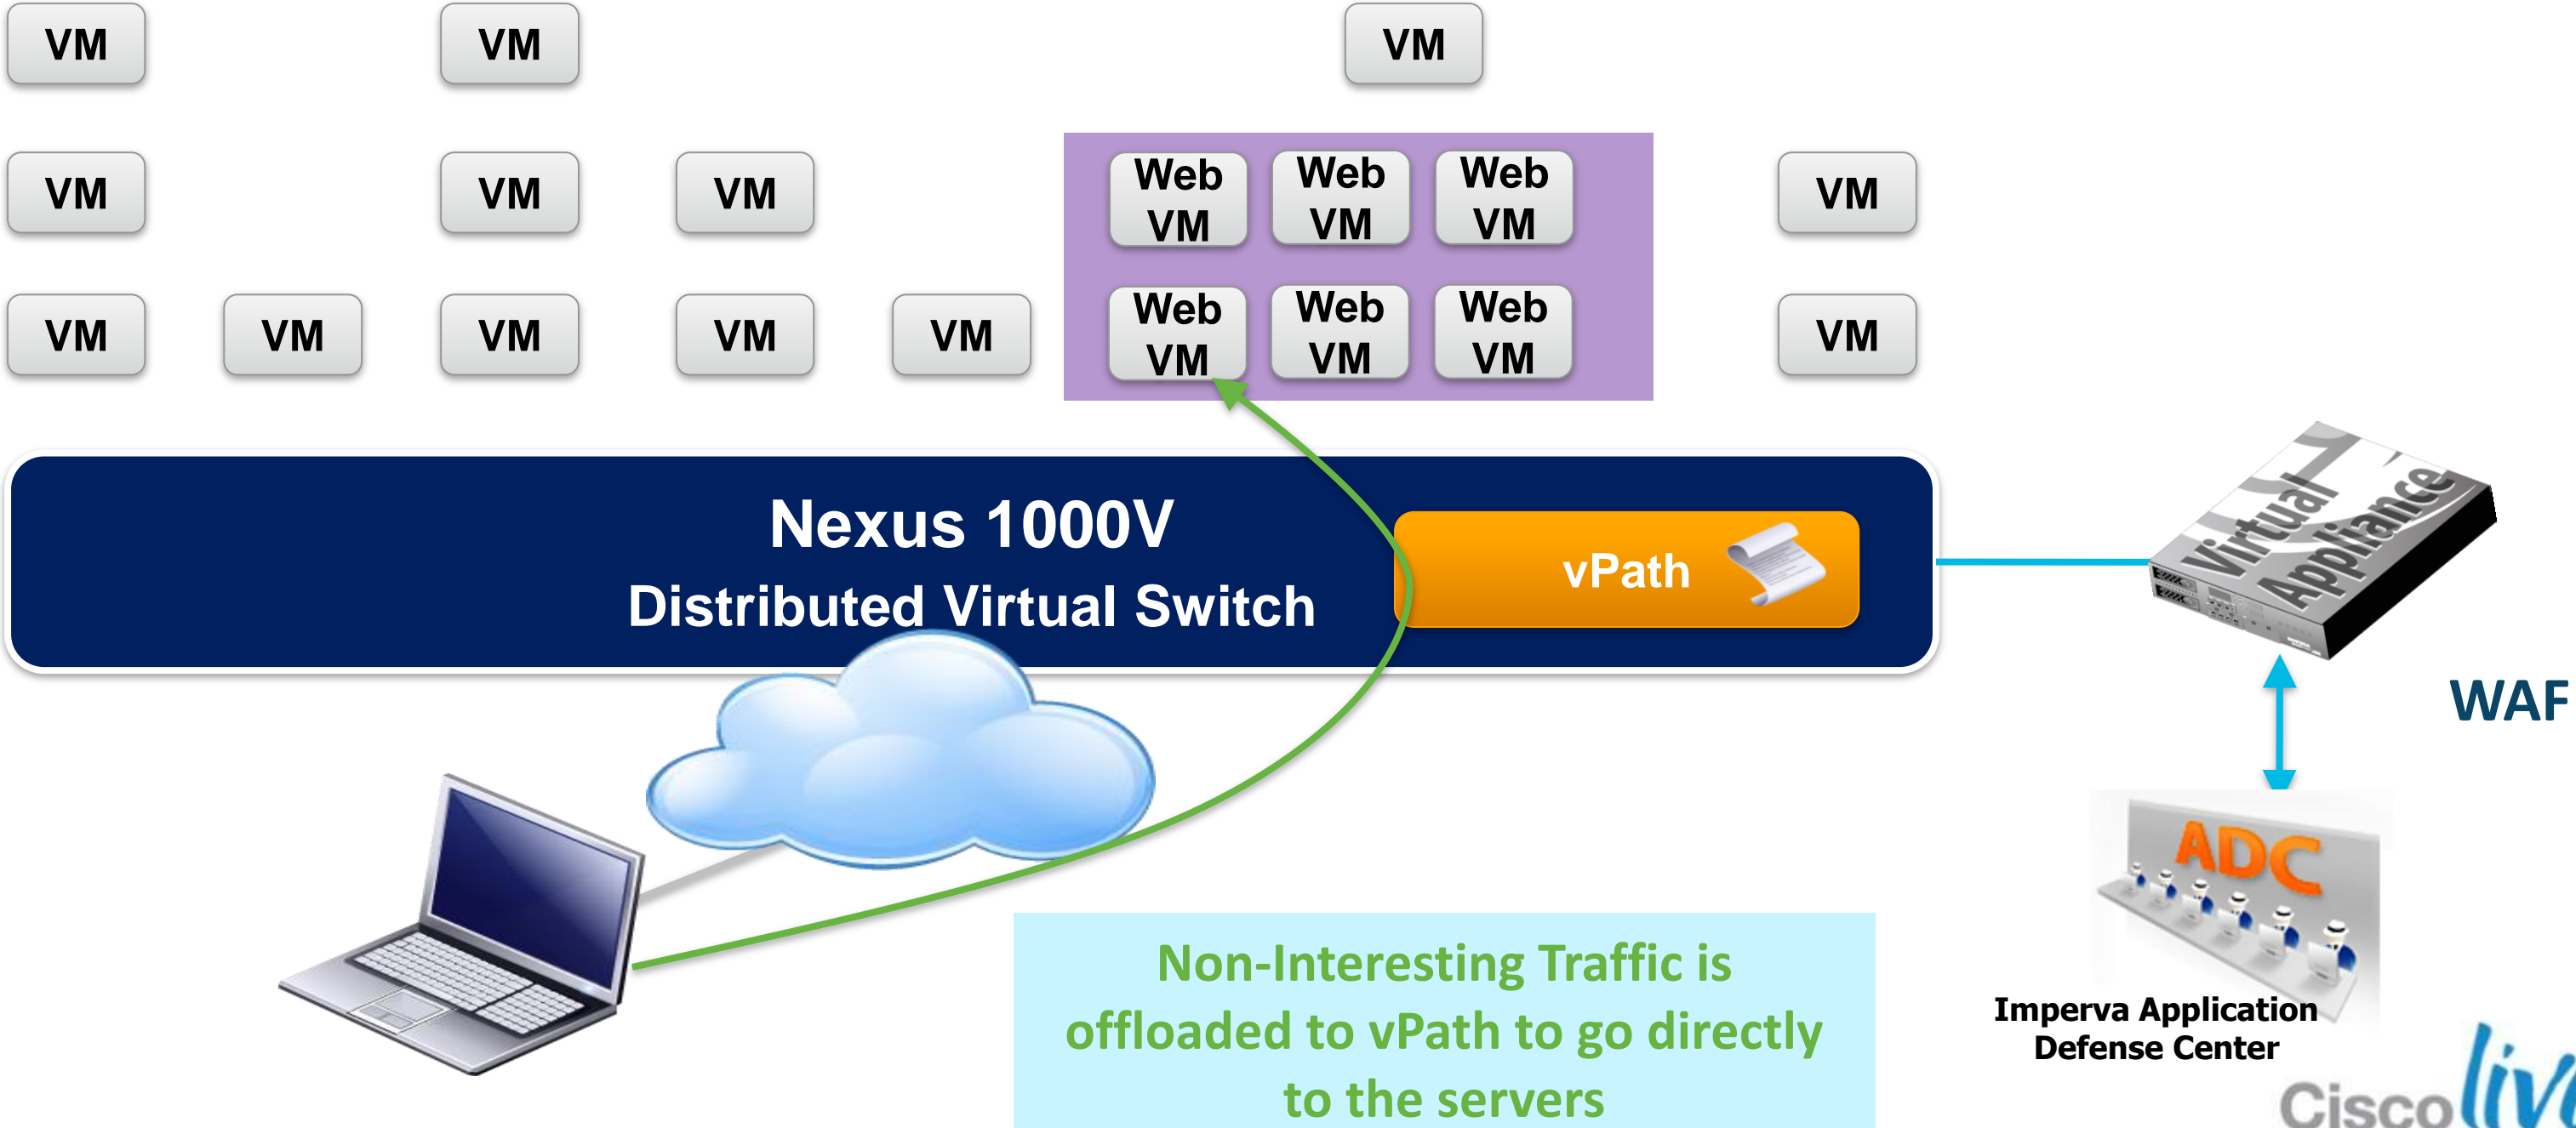 VM
VM
VM
VM
VM
VM
Web
VM
Web
VM
Web
VM
VM
VM
VM
VM
VM
VM
Web
VM
Web
VM
Web
VM
VM
Nexus 1000V
Distributed Virtual Switch
vPath
Virtual
Appliance
WAF
ADC
Imperva Application
Defense Center
Non-Interesting Traffic is
offloaded to vPath to go directly
to the servers
Cisco liv